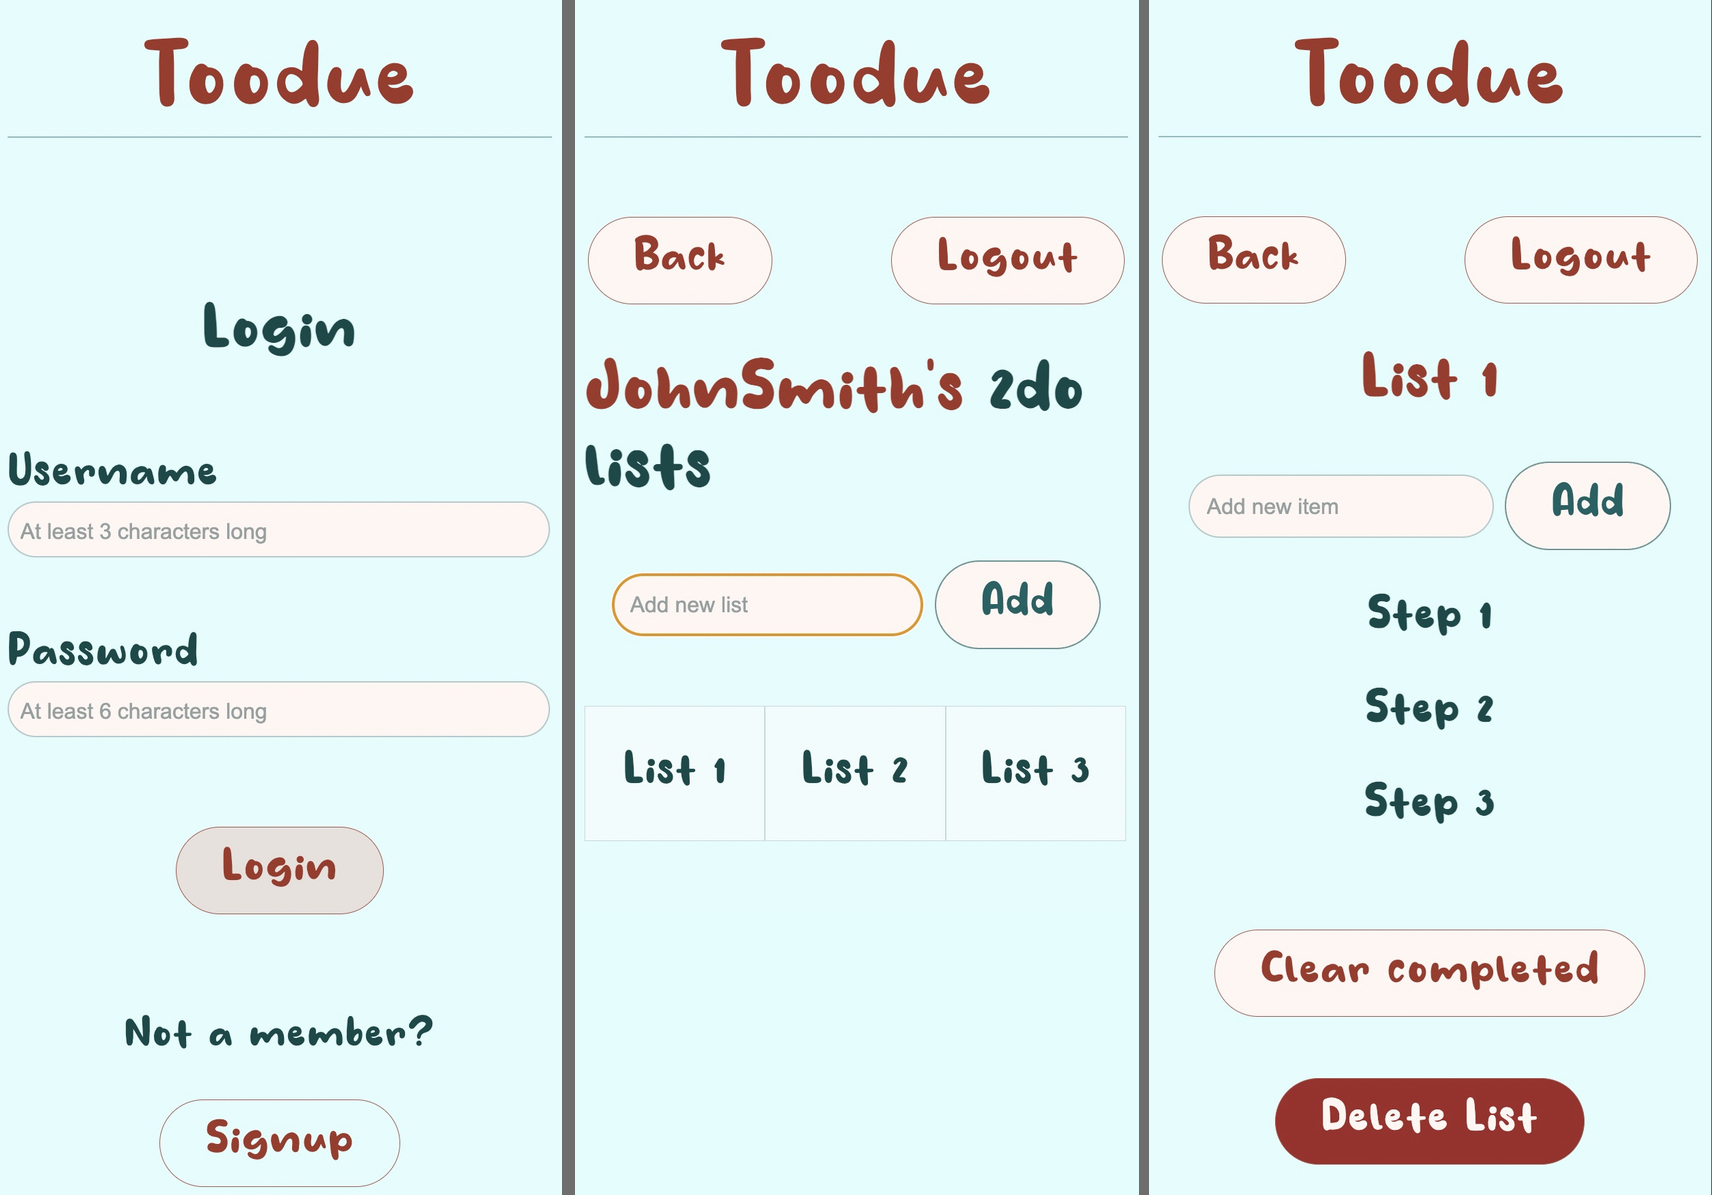 Toodue
Login
Username
At least 3 characters long
Password
At least 6 characters long
Login
Not a member?
Signup
Toodue
Back
Logout
JohnSmith's 2do
lists
Add new list
Add
List 1
List 2
List 3
Toodue
Back
Logout
List 1
Add new item
Add
Step 1
Step 2
Step 3
Clear completed
Delete List